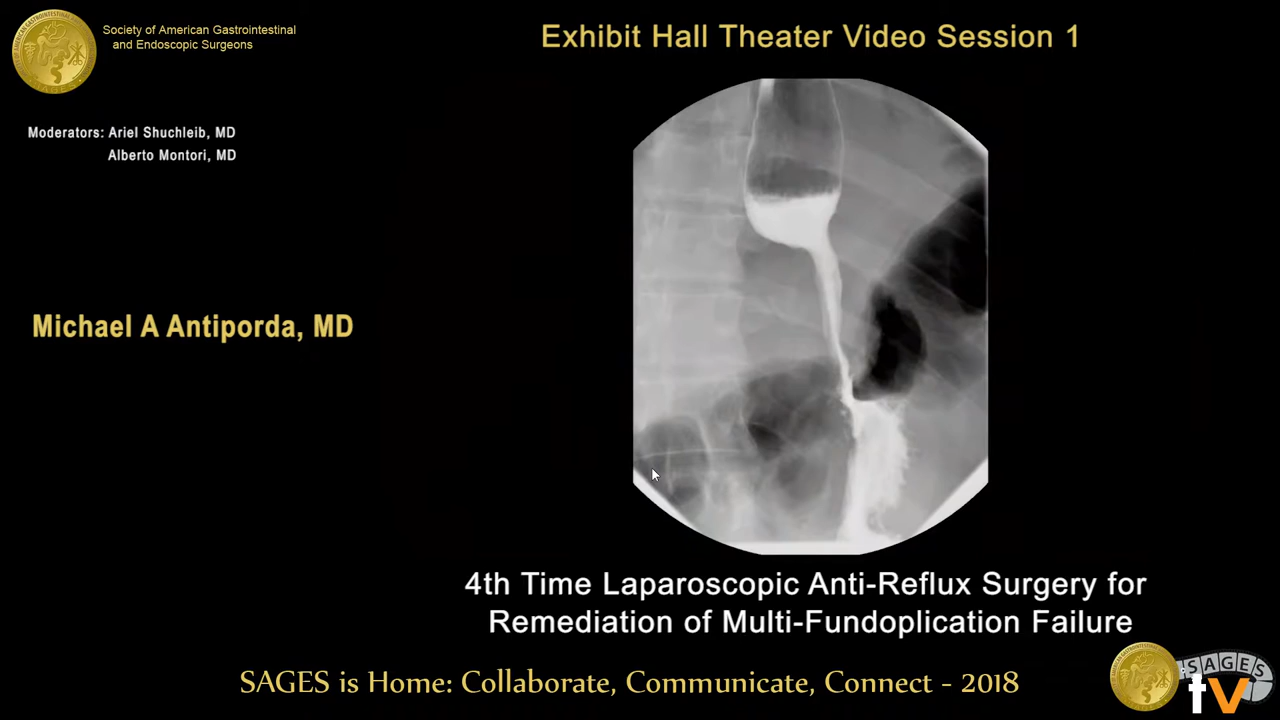 Society of American Gastrointestinal
and Endoscopic Surgeons
Exhibit Hall Theater Video Session 1
Moderators: Ariel Shuchleib, MD
Alberto Montori, MD
Michael A Antiporda, MD
4th Time Laparoscopic Anti-Reflux Surgery for
Remediation of Multi-Fundoplication Failure
SAGES is Home: Collaborate, Communicate, Connect - 2018
SAGES
tv